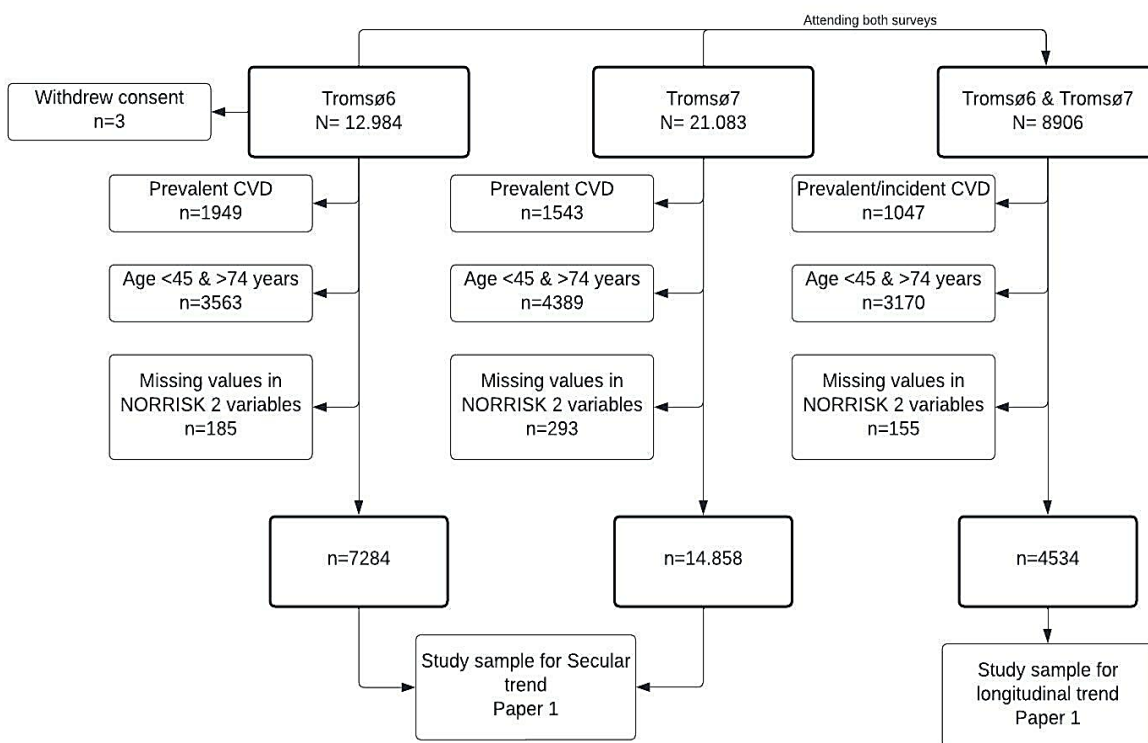 Attending both surveys
Withdrew consent
n=3
Tromsø6
N= 12.984
Tromsø7
N= 21.083
Tromsø6 & Tromsø7
N= 8906
Prevalent CVD
n=1949
Prevalent CVD
n=1543
Prevalent/incident CVD
n=1047
Age <45 & >74 years
n=3563
Age <45 & >74 years
n=4389
Age <45 & >74 years
n=3170
Missing values in
NORRISK 2 variables
n=185
Missing values in
NORRISK 2 variables
n=293
Missing values in
NORRISK 2 variables
n=155
n=7284
n=14.858
n=4534
Study sample for Secular
trend
Paper 1
Study sample for
longitudinal trend
Paper 1